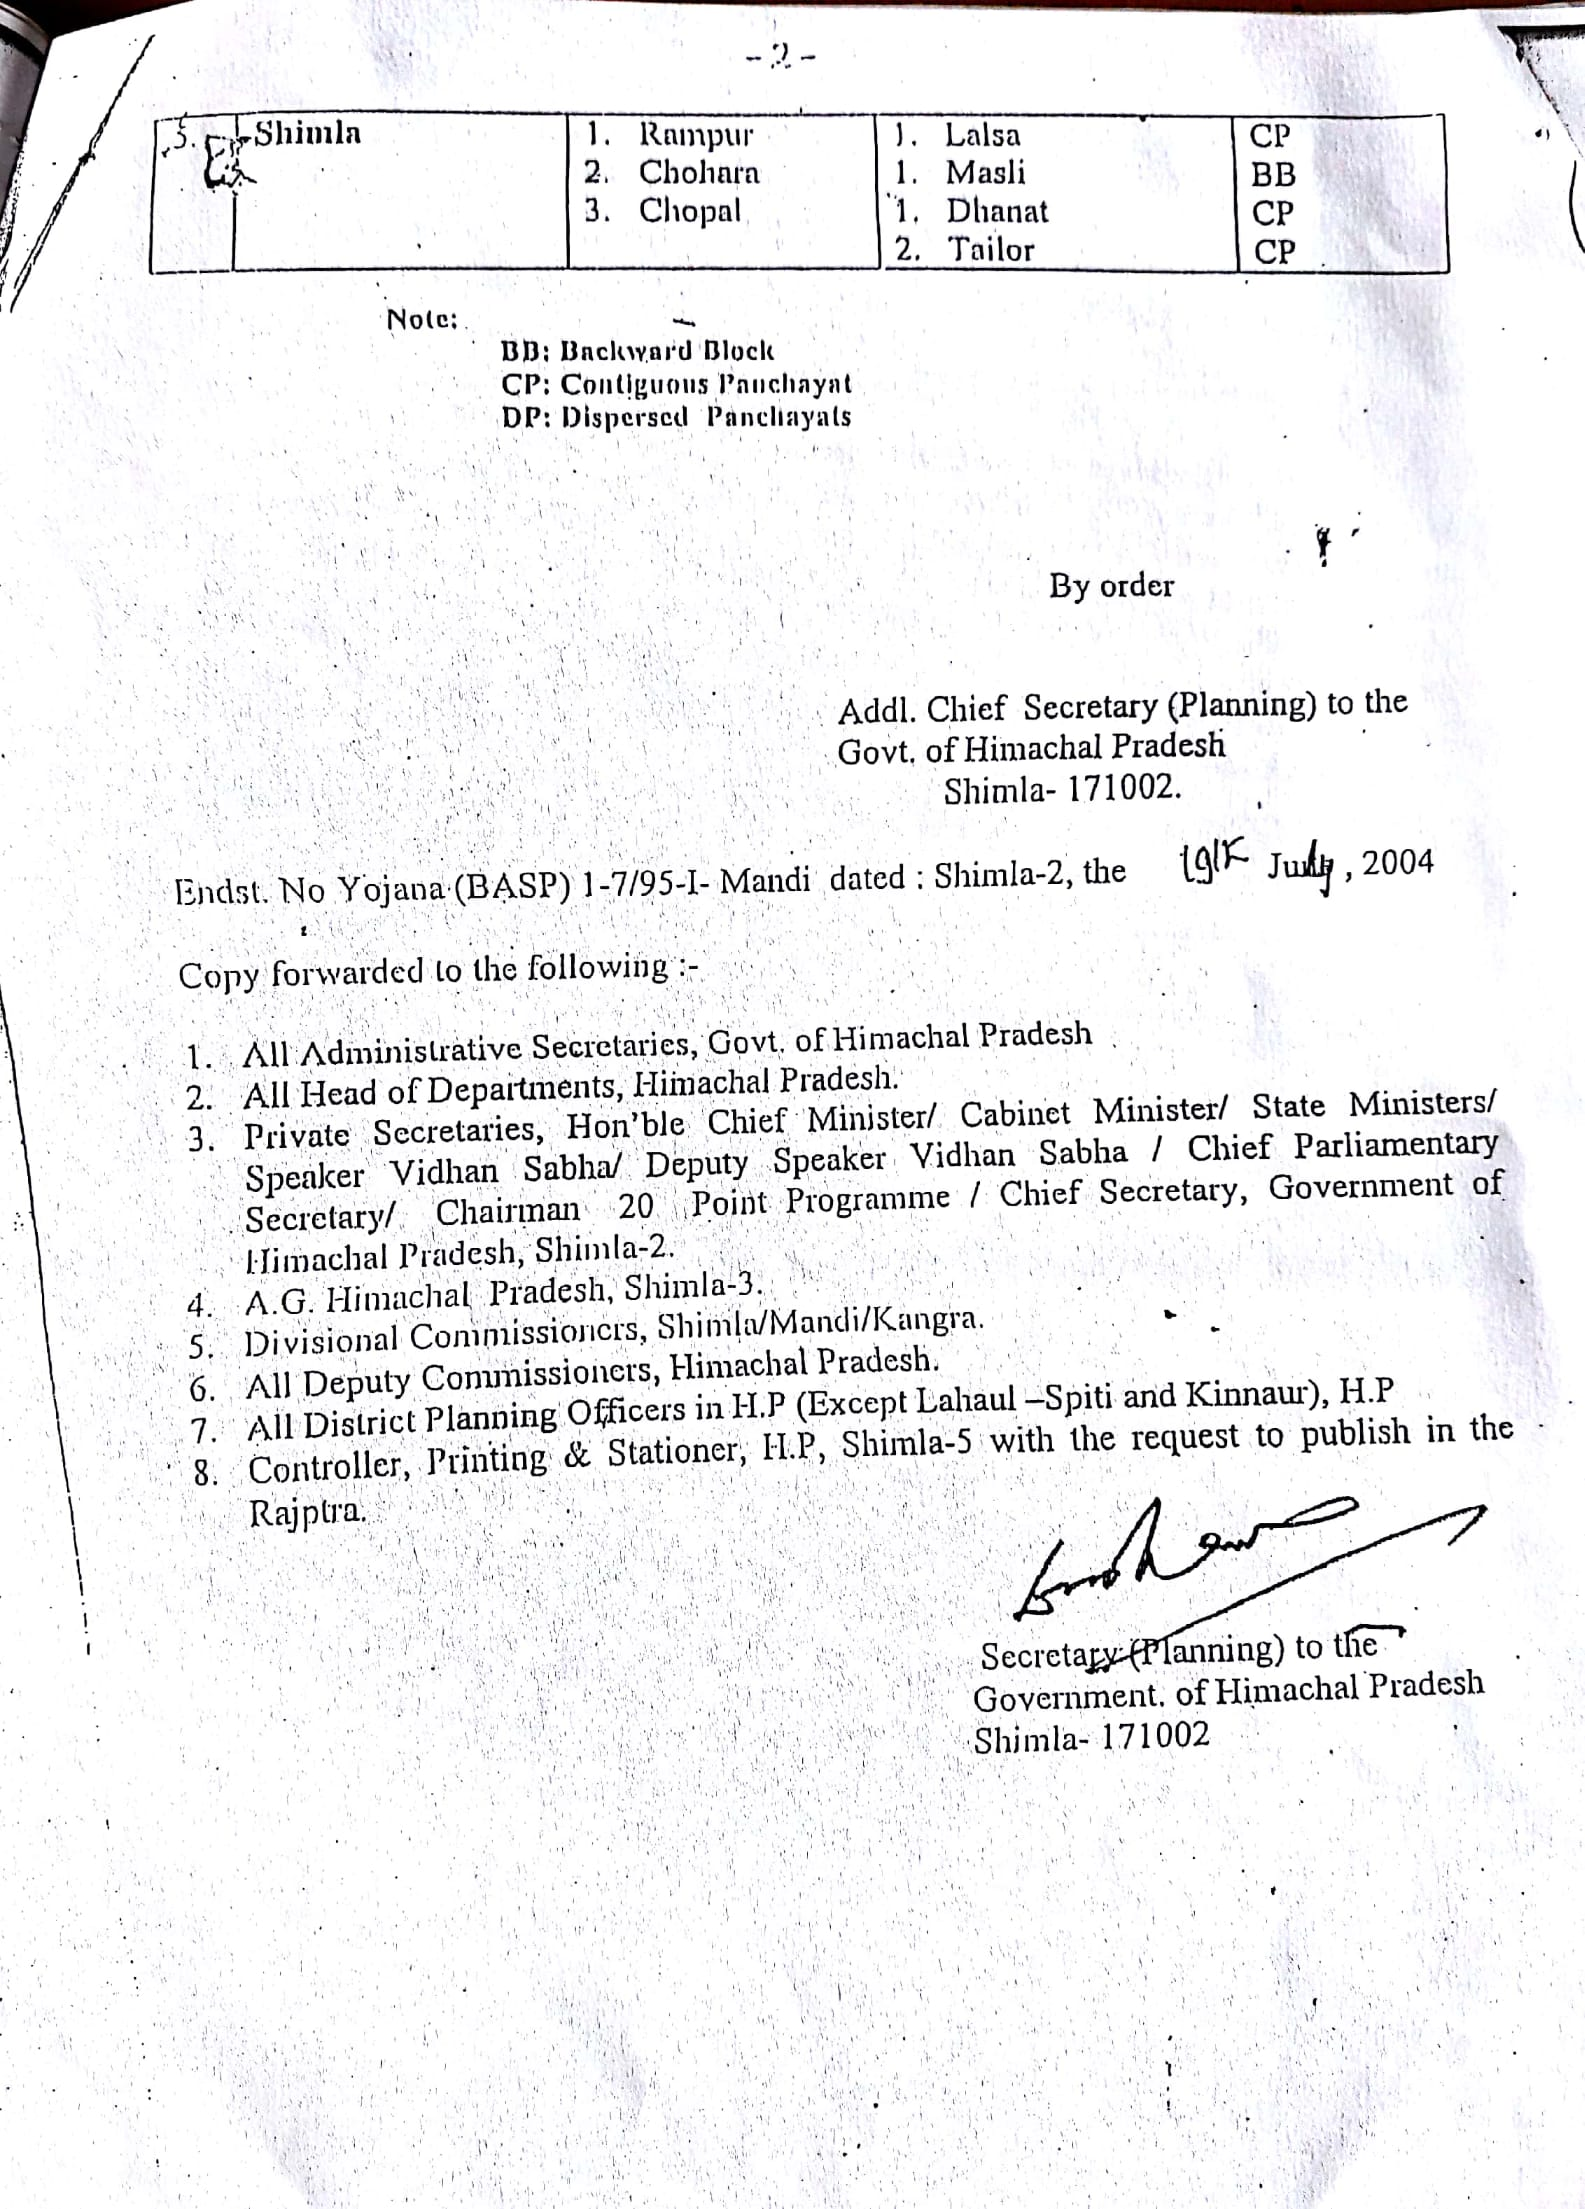 - 2 -
5. Shimla 1. Rampur 1. Lalsa CP
2. Chohara 1. Masli BB
3. Chopal 1. Dhanat CP
2. Tailor CP
Note:
BB: Backward Block
CP: Contiguous Panchayat
DP: Dispersed Panchayats
By order
Addl. Chief Secretary (Planning) to the
Govt. of Himachal Pradesh
Shimla- 171002.
Endst. No Yojana (BASP) 1-7/95-I- Mandi dated : Shimla-2, the 19th July, 2004
Copy forwarded to the following :-
1. All Administrative Secretaries, Govt. of Himachal Pradesh
2. All Head of Departments, Himachal Pradesh.
3. Private Secretaries, Hon'ble Chief Minister/ Cabinet Minister/ State Ministers/
Speaker Vidhan Sabha/ Deputy Speaker Vidhan Sabha / Chief Parliamentary
Secretary/ Chairman 20 Point Programme / Chief Secretary, Government of
Himachal Pradesh, Shimla-2.
4. A.G. Himachal Pradesh, Shimla-3.
5. Divisional Commissioners, Shimla/Mandi/Kangra.
6. All Deputy Commissioners, Himachal Pradesh.
7. All District Planning Officers in H.P (Except Lahaul –Spiti and Kinnaur), H.P
8. Controller, Printing & Stationer, H.P, Shimla-5 with the request to publish in the
Rajptra.
Secretary (Planning) to the
Government. of Himachal Pradesh
Shimla- 171002